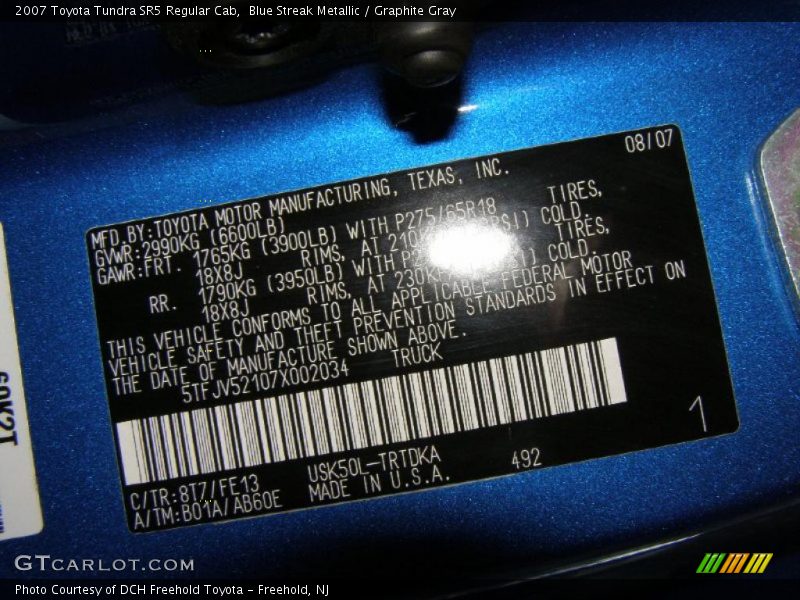 2007 Toyota Tundra SR5 Regular Cab, Blue Streak Metallic / Graphite Gray
08/07
MFD.BY:TOYOTA MOTOR MANUFACTURING, TEXAS, INC.
GVWR:2990KG (6600LB)
GAWR:FRT. 1765KG (3900LB) WITH P275/65R18 TIRES,
18X8J RIMS, AT COLD.
RR. 1790KG (3950LB) WITH TIRES,
18X8J RIMS, AT COLD.
THIS VEHICLE CONFORMS TO ALL APPLICABLE FEDERAL MOTOR
VEHICLE SAFETY AND THEFT PREVENTION STANDARDS IN EFFECT ON
THE DATE OF MANUFACTURE SHOWN ABOVE.
5TFJV52107X002034 TRUCK
1
C/TR:8T7/FE13 USK50L-TRTDKA 492
A/TM:B01A/AB60E MADE IN U.S.A.
GTCARLOT.COM
Photo Courtesy of DCH Freehold Toyota - Freehold, NJ